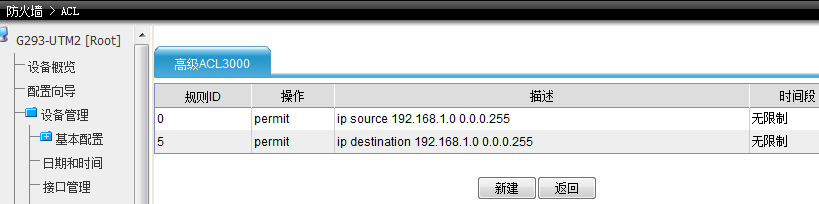 防火墙 > ACL
G293-UTM2 [Root]
设备概览
配置向导
设备管理
基本配置
日期和时间
接口管理
高级ACL3000
规则ID 操作 描述 时间段
0 permit ip source 192.168.1.0 0.0.0.255 无限制
5 permit ip destination 192.168.1.0 0.0.0.255 无限制
新建 返回